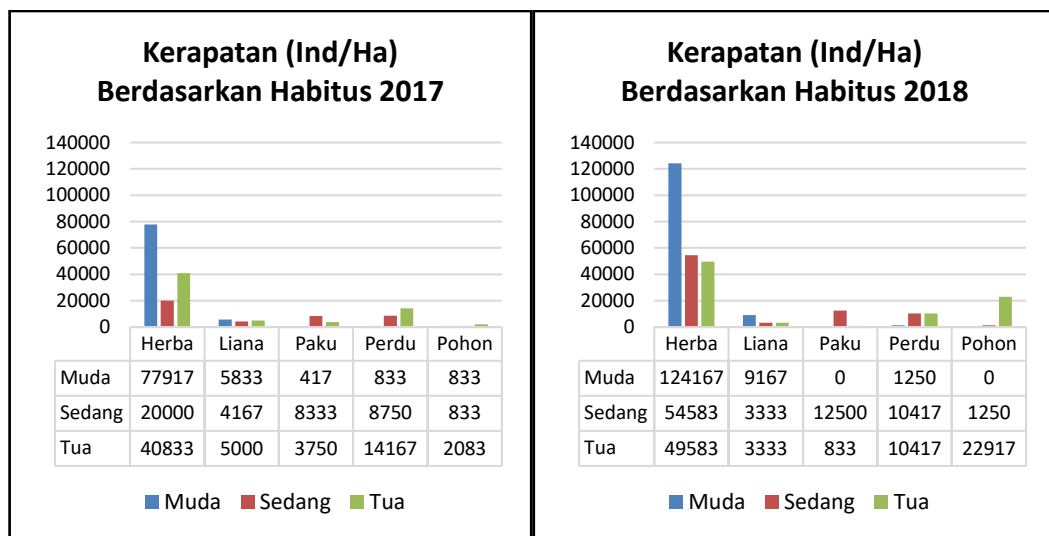 Kerapatan (Ind/Ha)
Berdasarkan Habitus 2017
140000
120000
100000
80000
60000
40000
20000
0
Herba Liana Paku Perdu Pohon
Muda 77917 5833 417 833 833
Sedang 20000 4167 8333 8750 833
Tua 40833 5000 3750 14167 2083
Muda Sedang Tua
Kerapatan (Ind/Ha)
Berdasarkan Habitus 2018
140000
120000
100000
80000
60000
40000
20000
0
Herba Liana Paku Perdu Pohon
Muda 124167 9167 0 1250 0
Sedang 54583 3333 12500 10417 1250
Tua 49583 3333 833 10417 22917
Muda Sedang Tua